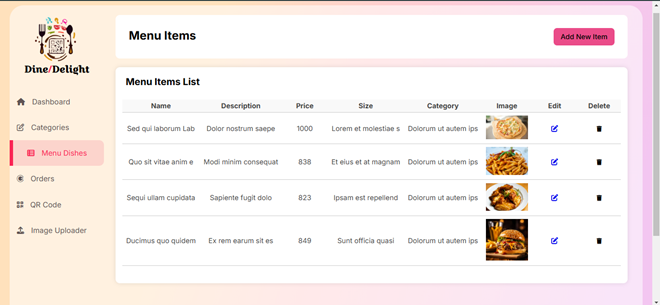 Dine/Delight
Dashboard
Categories
Menu Dishes
Orders
QR Code
Image Uploader
Menu Items
Add New Item
Menu Items List
Name Description Price Size Category Image Edit Delete
Sed qui laborum Lab Dolor nostrum saepe 1000 Lorem et molestiae s Dolorum ut autem ips
Quo sit vitae anim e Modi minim consequat 838 Et eius et at magnam Dolorum ut autem ips
Sequi ullam cupidata Sapiente fugit dolo 823 Ipsam est repellend Dolorum ut autem ips
Ducimus quo quidem Ex rem earum sit es 849 Sunt officia quasi Dolorum ut autem ips